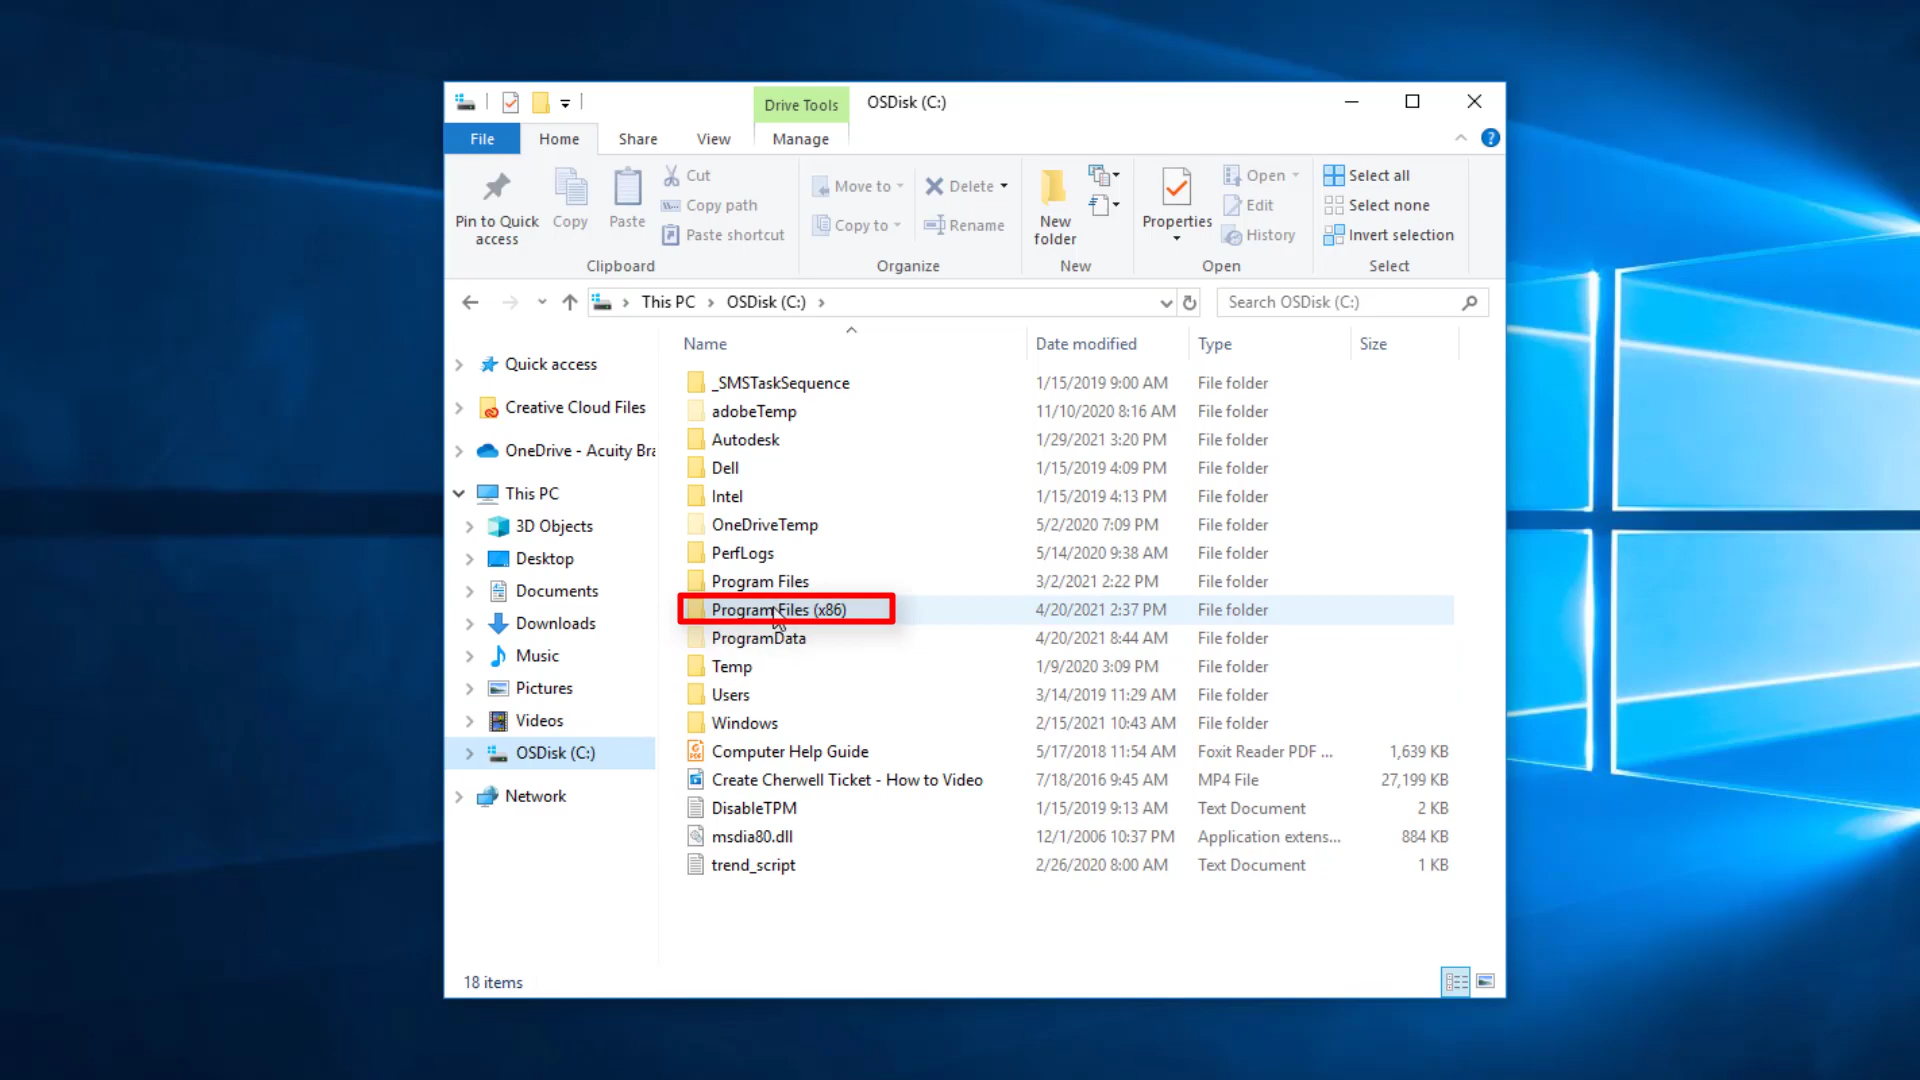 Drive Tools OSDisk (C:)
File Home Share View Manage
Pin to Quick access
Copy
Paste
Cut
Copy path
Paste shortcut
Clipboard
Move to
Copy to
Delete
Rename
Organize
New folder
New
Properties
Open
Edit
History
Open
Select all
Select none
Invert selection
Select
This PC OSDisk (C:)
Search OSDisk (C:)
Quick access
Creative Cloud Files
OneDrive - Acuity Bra
This PC
3D Objects
Desktop
Documents
Downloads
Music
Pictures
Videos
OSDisk (C:)
Network
Name Date modified Type Size
_SMSTaskSequence 1/15/2019 9:00 AM File folder
adobeTemp 11/10/2020 8:16 AM File folder
Autodesk 1/29/2021 3:20 PM File folder
Dell 1/15/2019 4:09 PM File folder
Intel 1/15/2019 4:13 PM File folder
OneDriveTemp 5/2/2020 7:09 PM File folder
PerfLogs 5/14/2020 9:38 AM File folder
Program Files 3/2/2021 2:22 PM File folder
Program Files (x86) 4/20/2021 2:37 PM File folder
ProgramData 4/20/2021 8:44 AM File folder
Temp 1/9/2020 3:09 PM File folder
Users 3/14/2019 11:29 AM File folder
Windows 2/15/2021 10:43 AM File folder
Computer Help Guide 5/17/2018 11:54 AM Foxit Reader PDF ... 1,639 KB
Create Cherwell Ticket - How to Video 7/18/2016 9:45 AM MP4 File 27,199 KB
DisableTPM 1/15/2019 9:13 AM Text Document 2 KB
msdia80.dll 12/1/2006 10:37 PM Application extens... 884 KB
trend_script 2/26/2020 8:00 AM Text Document 1 KB
18 items